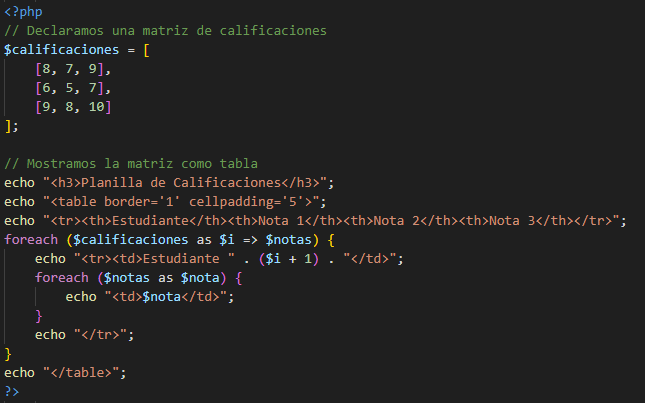 <?php
// Declaramos una matriz de calificaciones
$calificaciones = [
    [8, 7, 9],
    [6, 5, 7],
    [9, 8, 10]
];

// Mostramos la matriz como tabla
echo "<h3>Planilla de Calificaciones</h3>";
echo "<table border='1' cellpadding='5'>";
echo "<tr><th>Estudiante</th><th>Nota 1</th><th>Nota 2</th><th>Nota 3</th></tr>";
foreach ($calificaciones as $i => $notas) {
    echo "<tr><td>Estudiante " . ($i + 1) . "</td>";
    foreach ($notas as $nota) {
        echo "<td>$nota</td>";
    }
    echo "</tr>";
}
echo "</table>";
?>